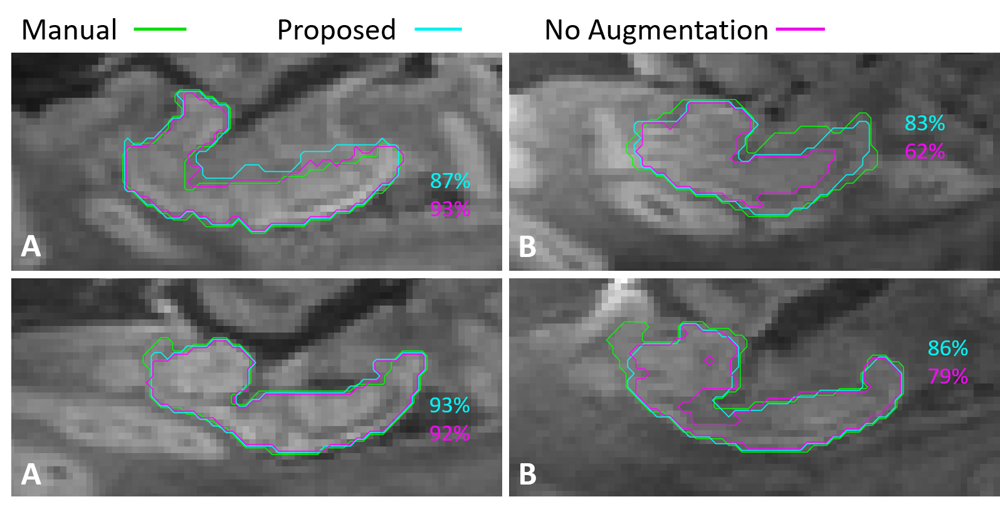 Manual Proposed No Augmentation
87%
93%
A
83%
62%
B
93%
92%
A
86%
79%
B